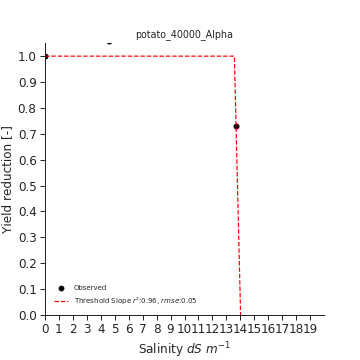 potato_40000_Alpha
1.0
0.9
0.8
0.7
0.6
0.5
0.4
0.3
0.2
0.1
0.0
Yield reduction [-]
Observed
Threshold Slope r²:0.96, rmse:0.05
0 1 2 3 4 5 6 7 8 9 10 11 12 13 14 15 16 17 18 19
Salinity dS m⁻¹